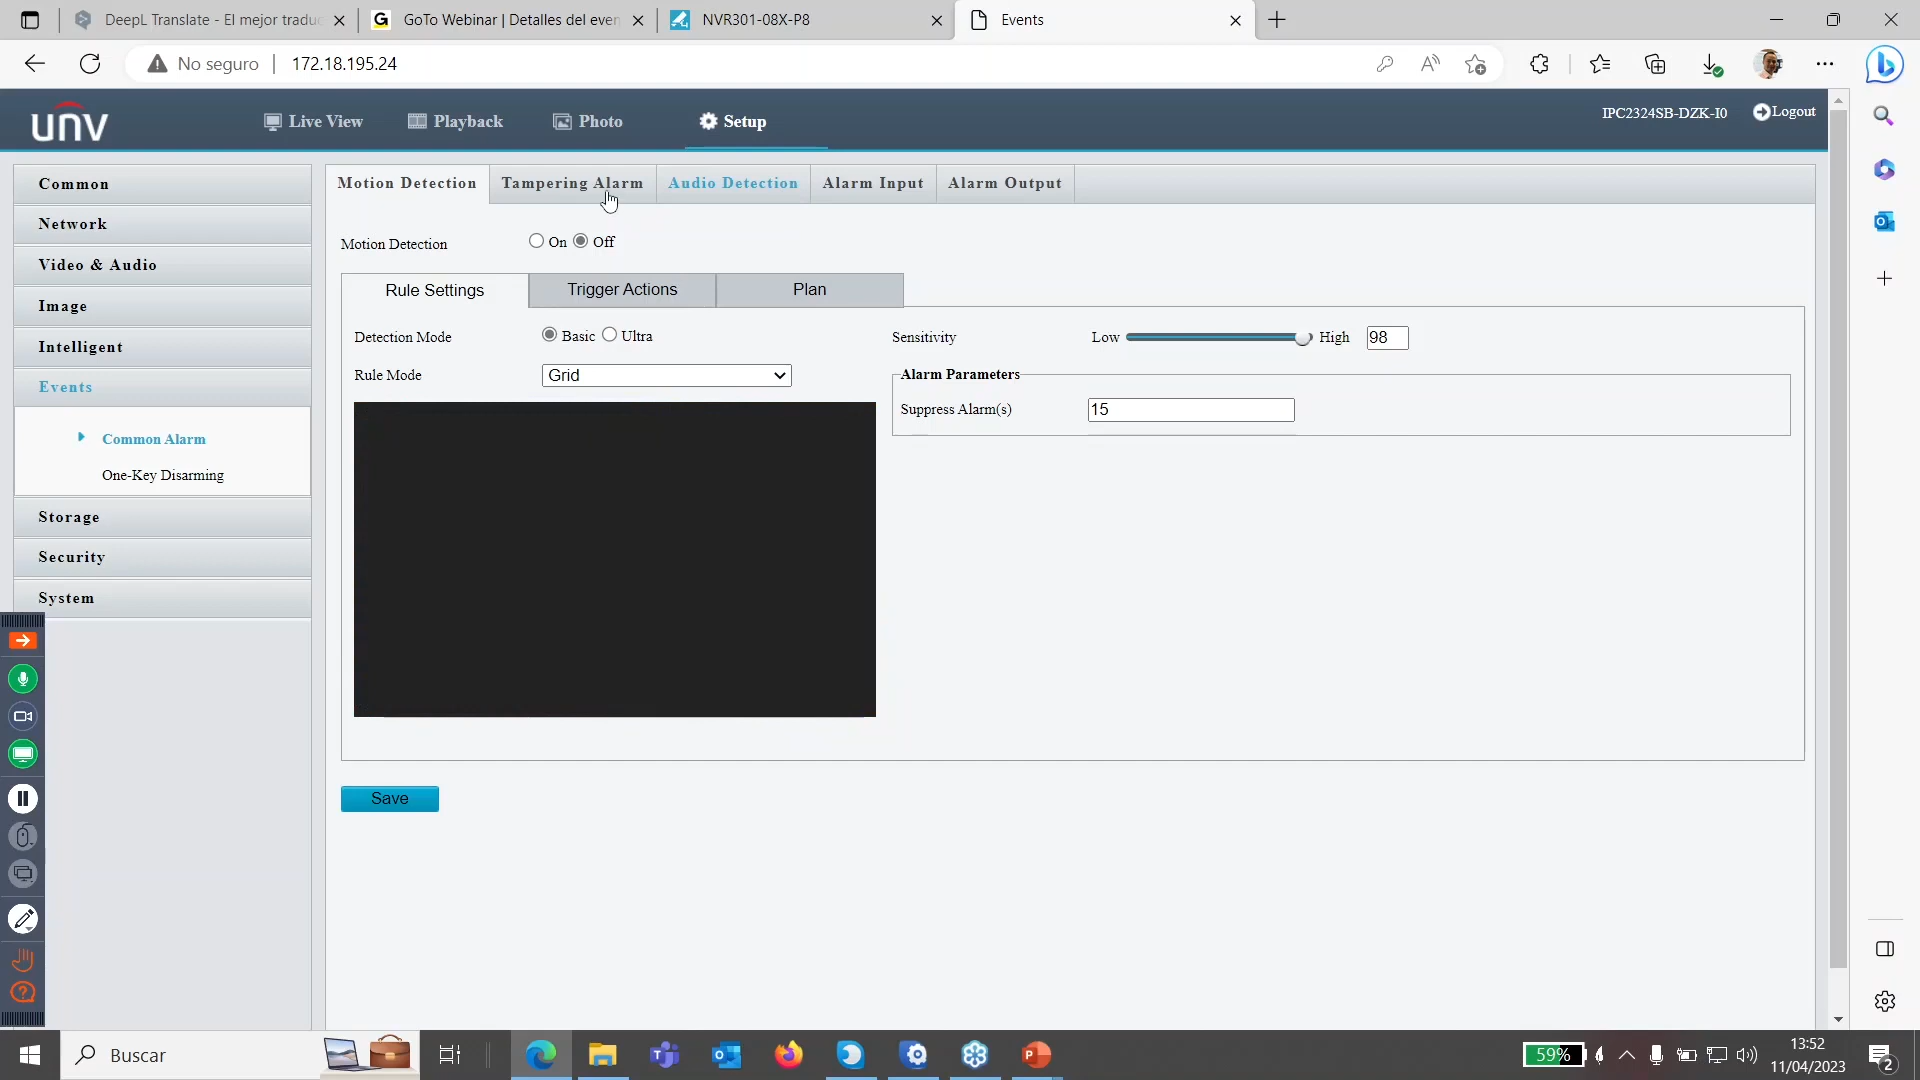 DeepL Translate - El mejor traduc
GoTo Webinar | Detalles del even
NVR301-08X-P8
Events
No seguro
172.18.195.24
unv
Live View
Playback
Photo
Setup
IPC2324SB-DZK-I0
Logout
Common
Network
Video & Audio
Image
Intelligent
Events
Common Alarm
One-Key Disarming
Storage
Security
System
Motion Detection
Tampering Alarm
Audio Detection
Alarm Input
Alarm Output
Motion Detection
On
Off
Rule Settings
Trigger Actions
Plan
Detection Mode
Basic
Ultra
Rule Mode
Grid
Sensitivity
Low
High
98
Alarm Parameters
Suppress Alarm(s)
15
Save
Buscar
59%
13:52
11/04/2023
2